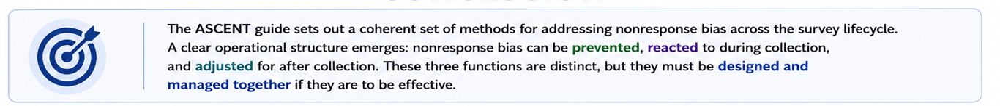 The ASCENT guide sets out a coherent set of methods for addressing nonresponse bias across the survey lifecycle.
A clear operational structure emerges: nonresponse bias can be prevented, reacted to during collection,
and adjusted for after collection. These three functions are distinct, but they must be designed and
managed together if they are to be effective.